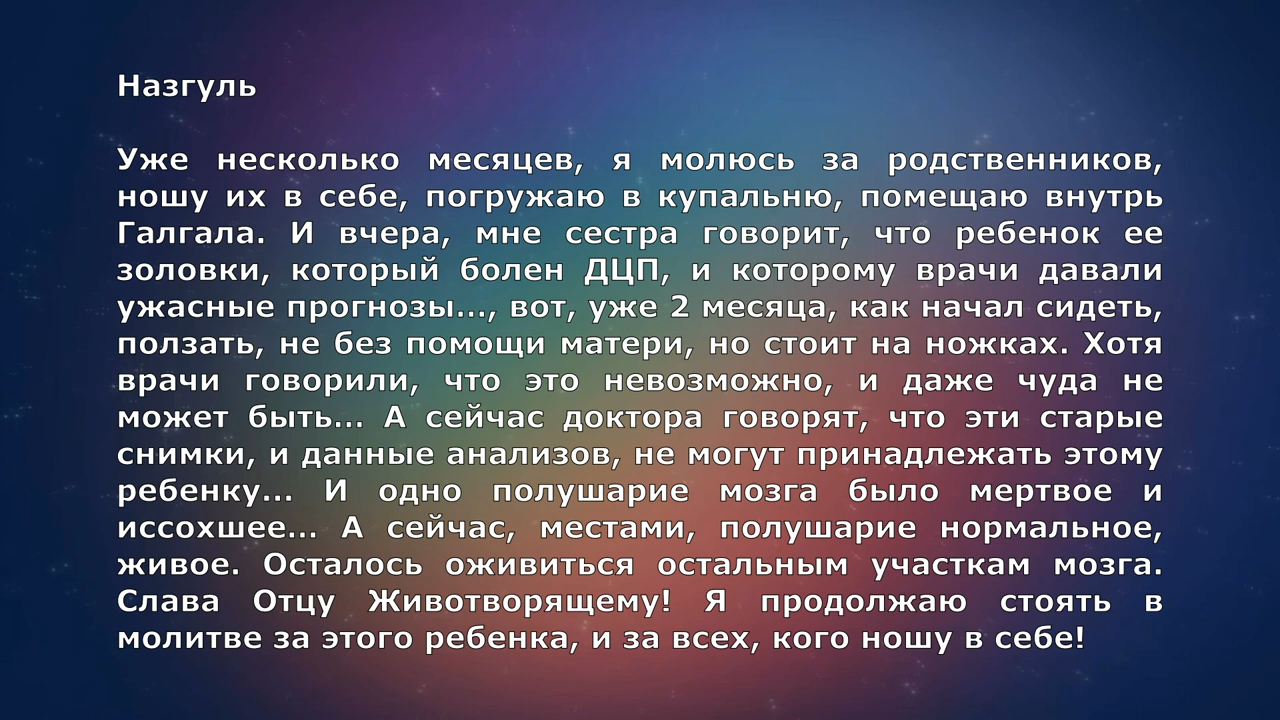 Назгуль
Уже несколько месяцев, я молюсь за родственников,
ношу их в себе, погружаю в купальню, помещаю внутрь
Галгала. И вчера, мне сестра говорит, что ребенок ее
золовки, который болен ДЦП, и которому врачи давали
ужасные прогнозы..., вот, уже 2 месяца, как начал сидеть,
ползать, не без помощи матери, но стоит на ножках. Хотя
врачи говорили, что это невозможно, и даже чуда не
может быть... А сейчас доктора говорят, что эти старые
снимки, и данные анализов, не могут принадлежать этому
ребенку... И одно полушарие мозга было мертвое и
иссохшее... А сейчас, местами, полушарие нормальное,
живое. Осталось оживиться остальным участкам мозга.
Слава Отцу Животворящему! Я продолжаю стоять в
молитве за этого ребенка, и за всех, кого ношу в себе!